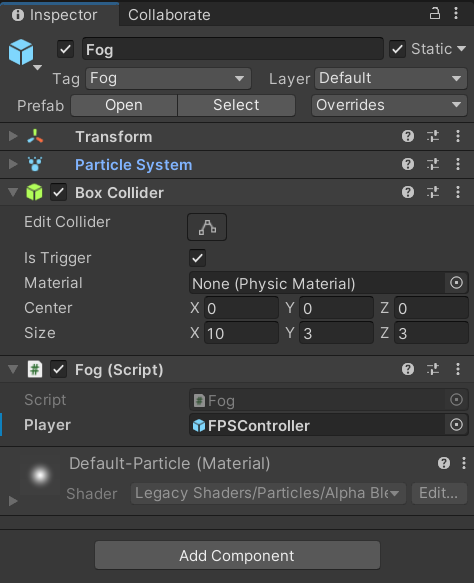 Inspector Collaborate
Fog Static
Tag Fog Layer Default
Prefab Open Select Overrides
Transform
Particle System
Box Collider
Edit Collider
Is Trigger
Material None (Physic Material)
Center X 0 Y 0 Z 0
Size X 10 Y 3 Z 3
# Fog (Script)
Script # Fog
Player FPSController
Default-Particle (Material)
Shader Legacy Shaders/Particles/Alpha Ble Edit...
Add Component